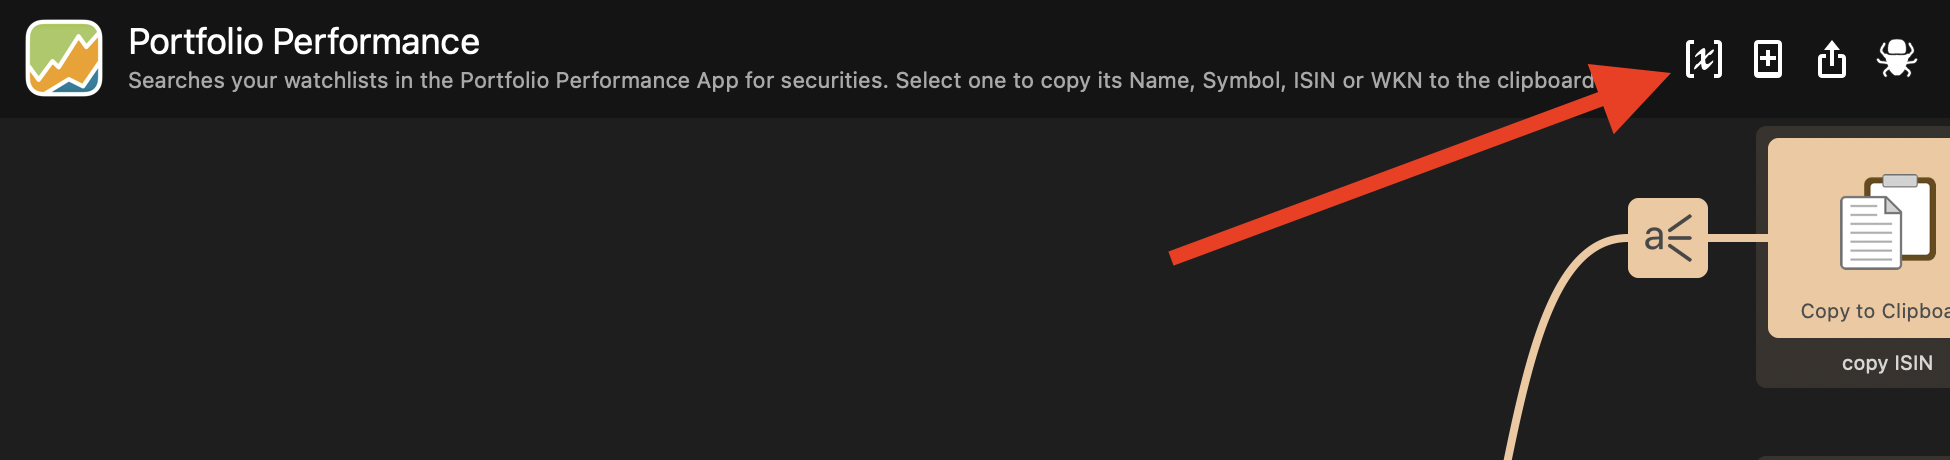 Portfolio Performance
Searches your watchlists in the Portfolio Performance App for securities. Select one to copy its Name, Symbol, ISIN or WKN to the clipboard
[x]
a
Copy to Clipboa
copy ISIN